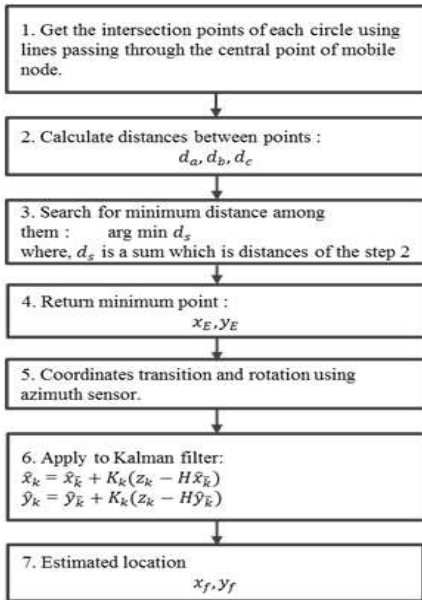 1. Get the intersection points of each circle using
lines passing through the central point of mobile
node.
2. Calculate distances between points :
d_a, d_b, d_c
3. Search for minimum distance among
them : arg min d_s
where, d_s is a sum which is distances of the step 2
4. Return minimum point :
x_E, y_E
5. Coordinates transition and rotation using
azimuth sensor.
6. Apply to Kalman filter:
x̂_k = x̂_k̄ + K_k(z_k − Hx̂_k̄)
ŷ_k = ŷ_k̄ + K_k(z_k − Hŷ_k̄)
7. Estimated location
x_f, y_f